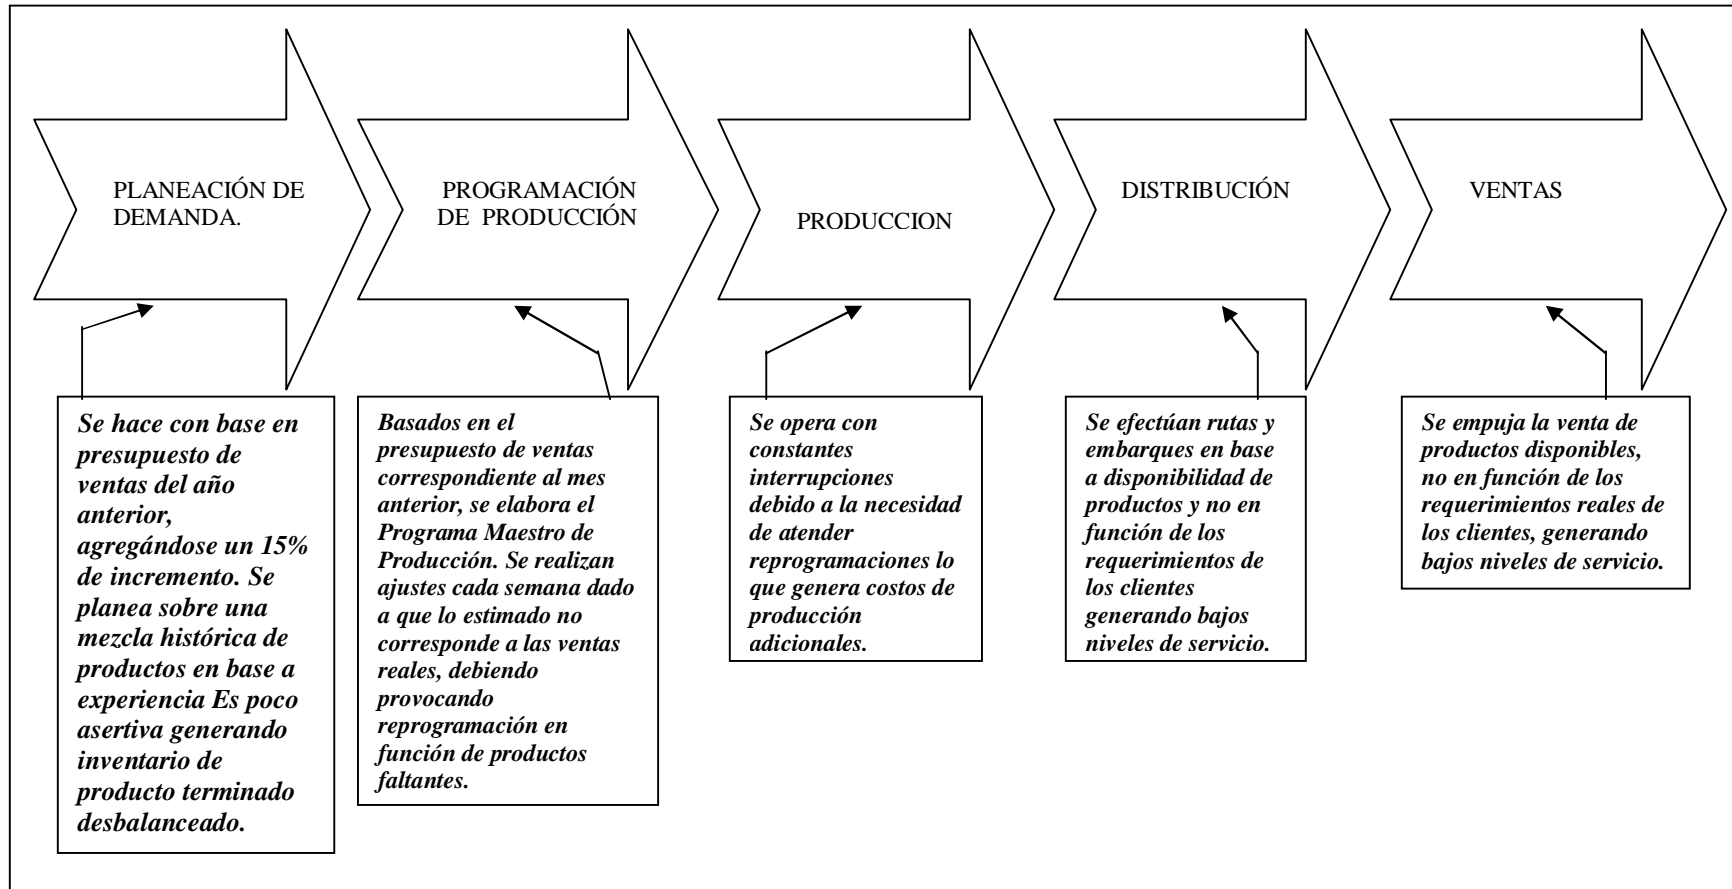 PLANEACIÓN DE
DEMANDA.
PROGRAMACIÓN
DE PRODUCCIÓN
PRODUCCION
DISTRIBUCIÓN
VENTAS
Se hace con base en
presupuesto de
ventas del año
anterior,
agregándose un 15%
de incremento. Se
planea sobre una
mezcla histórica de
productos en base a
experiencia Es poco
asertiva generando
inventario de
producto terminado
desbalanceado.
Basados en el
presupuesto de ventas
correspondiente al mes
anterior, se elabora el
Programa Maestro de
Producción. Se realizan
ajustes cada semana dado
a que lo estimado no
corresponde a las ventas
reales, debiendo
provocando
reprogramación en
función de productos
faltantes.
Se opera con
constantes
interrupciones
debido a la necesidad
de atender
reprogramaciones lo
que genera costos de
producción
adicionales.
Se efectúan rutas y
embarques en base
a disponibilidad de
productos y no en
función de los
requerimientos de
los clientes
generando bajos
niveles de servicio.
Se empuja la venta de
productos disponibles,
no en función de los
requerimientos reales de
los clientes, generando
bajos niveles de servicio.